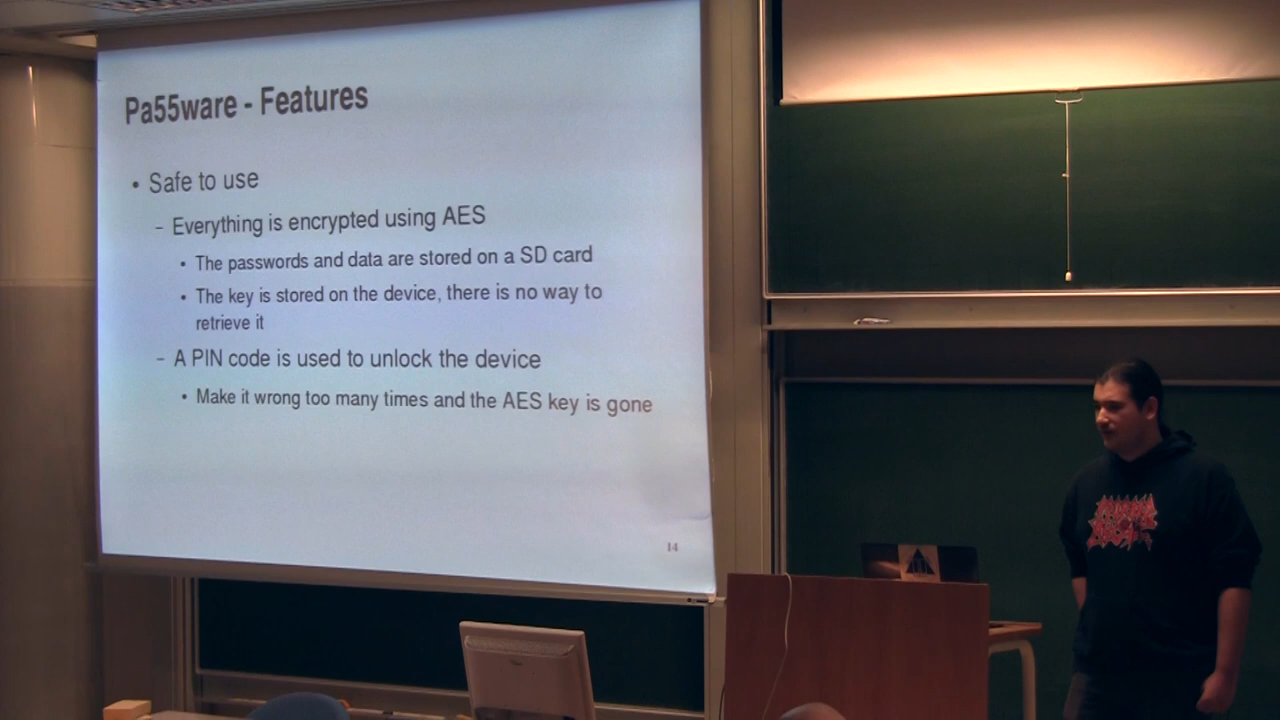 Pa55ware - Features
• Safe to use
– Everything is encrypted using AES
• The passwords and data are stored on a SD card
• The key is stored on the device, there is no way to
retrieve it
– A PIN code is used to unlock the device
• Make it wrong too many times and the AES key is gone
14